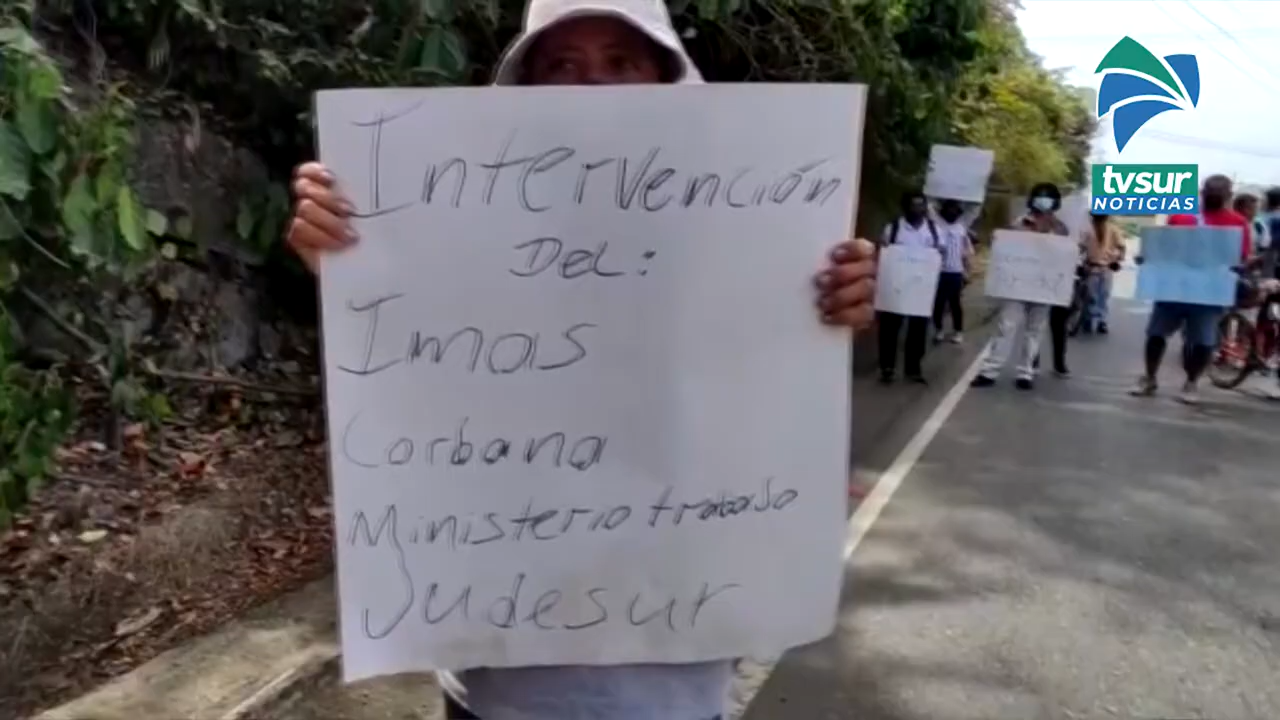 Intervención
Del:
Imas
Corbana
Ministerio trabajo
Judesur
tvsur
NOTICIAS